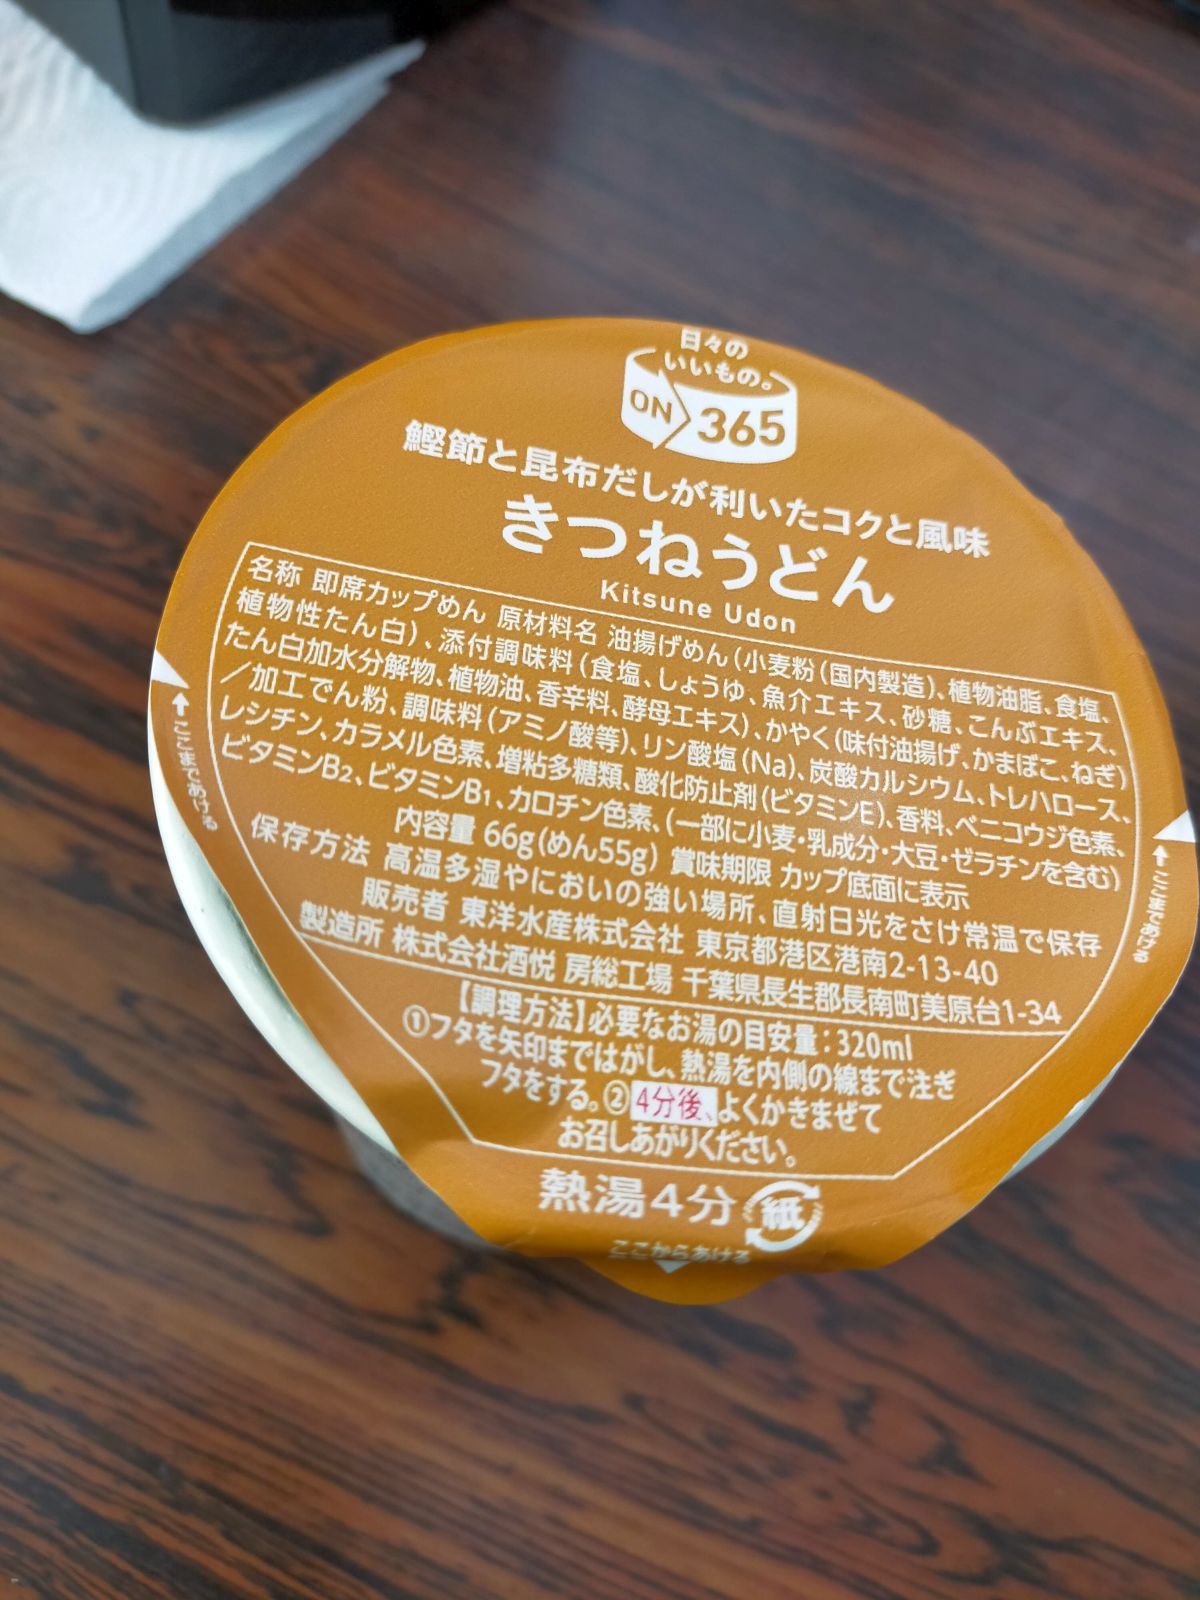 日々の
いいもの。
ON 365
鰹節と昆布だしが利いたコクと風味
きつねうどん
Kitsune Udon
名称 即席カップめん 原材料名 油揚げめん(小麦粉(国内製造)、植物油脂、食塩、
植物性たん白)、添付調味料(食塩、しょうゆ、魚介エキス、砂糖、こんぶエキス、
たん白加水分解物、植物油、香辛料、酵母エキス)、かやく(味付油揚げ、かまぼこ、ねぎ)
/加工でん粉、調味料(アミノ酸等)、リン酸塩(Na)、炭酸カルシウム、トレハロース、
レシチン、カラメル色素、増粘多糖類、酸化防止剤(ビタミンE)、香料、ベニコウジ色素、
ビタミンB₂、ビタミンB₁、カロチン色素、(一部に小麦・乳成分・大豆・ゼラチンを含む)
内容量 66g(めん55g) 賞味期限 カップ底面に表示
保存方法 高温多湿やにおいの強い場所、直射日光をさけ常温で保存
販売者 東洋水産株式会社 東京都港区港南2-13-40
製造所 株式会社酒悦 房総工場 千葉県長生郡長南町美原台1-34
【調理方法】必要なお湯の目安量:320ml
①フタを矢印まではがし、熱湯を内側の線まで注ぎ
フタをする。②4分後、よくかきまぜて
お召しあがりください。
熱湯4分 紙
ここからあける
ここまであける
ここまであける